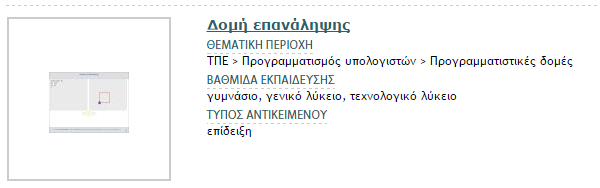 Δομή επανάληψης
ΘΕΜΑΤΙΚΗ ΠΕΡΙΟΧΗ
ΤΠΕ > Προγραμματισμός υπολογιστών > Προγραμματιστικές δομές
ΒΑΘΜΙΔΑ ΕΚΠΑΙΔΕΥΣΗΣ
γυμνάσιο, γενικό λύκειο, τεχνολογικό λύκειο
ΤΥΠΟΣ ΑΝΤΙΚΕΙΜΕΝΟΥ
επίδειξη